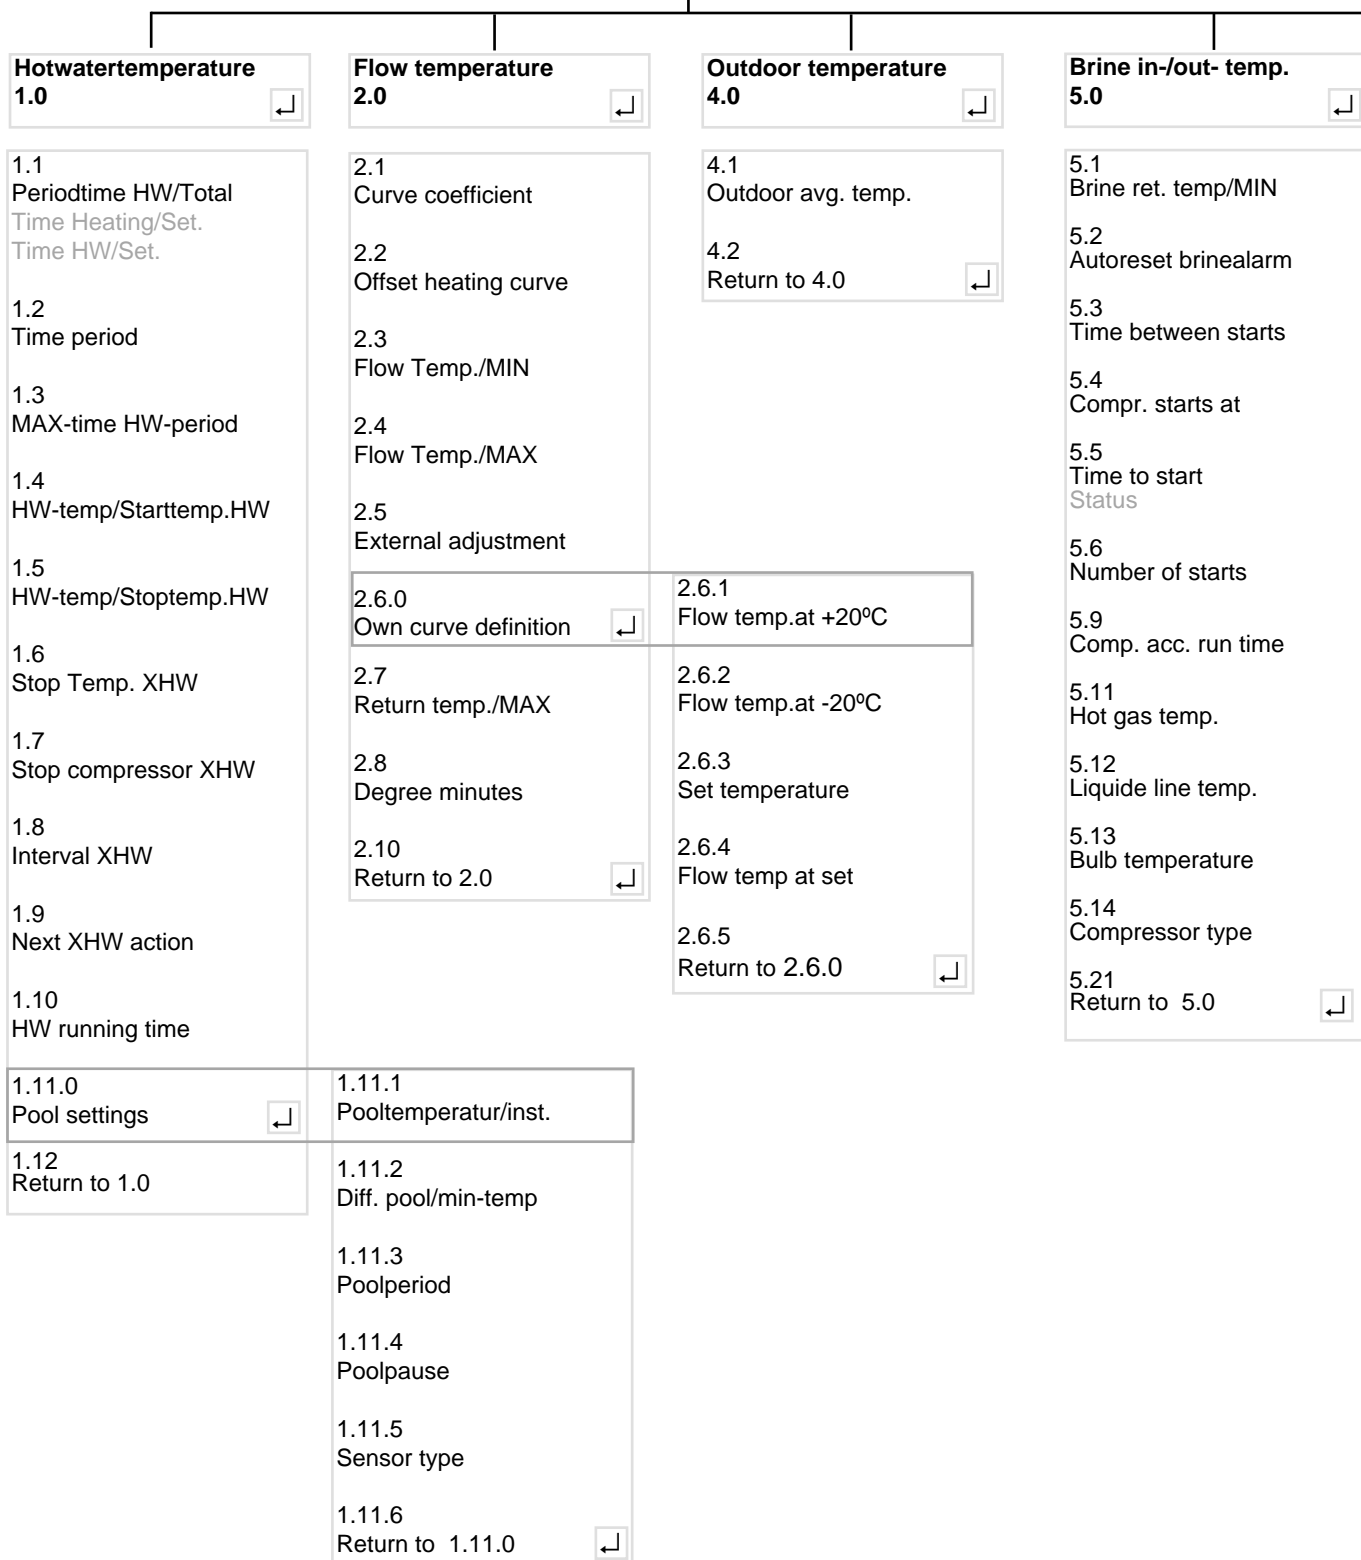 Hotwatertemperature
1.0
1.1
Periodtime HW/Total
Time Heating/Set.
Time HW/Set.
1.2
Time period
1.3
MAX-time HW-period
1.4
HW-temp/Starttemp.HW
1.5
HW-temp/Stoptemp.HW
1.6
Stop Temp. XHW
1.7
Stop compressor XHW
1.8
Interval XHW
1.9
Next XHW action
1.10
HW running time
1.11.0
Pool settings
1.12
Return to 1.0
1.11.1
Pooltemperatur/inst.
1.11.2
Diff. pool/min-temp
1.11.3
Poolperiod
1.11.4
Poolpause
1.11.5
Sensor type
1.11.6
Return to 1.11.0
Flow temperature
2.0
2.1
Curve coefficient
2.2
Offset heating curve
2.3
Flow Temp./MIN
2.4
Flow Temp./MAX
2.5
External adjustment
2.6.0
Own curve definition
2.7
Return temp./MAX
2.8
Degree minutes
2.10
Return to 2.0
2.6.1
Flow temp.at +20ºC
2.6.2
Flow temp.at -20ºC
2.6.3
Set temperature
2.6.4
Flow temp at set
2.6.5
Return to 2.6.0
Outdoor temperature
4.0
4.1
Outdoor avg. temp.
4.2
Return to 4.0
Brine in-/out- temp.
5.0
5.1
Brine ret. temp/MIN
5.2
Autoreset brinealarm
5.3
Time between starts
5.4
Compr. starts at
5.5
Time to start
Status
5.6
Number of starts
5.9
Comp. acc. run time
5.11
Hot gas temp.
5.12
Liquide line temp.
5.13
Bulb temperature
5.14
Compressor type
5.21
Return to 5.0